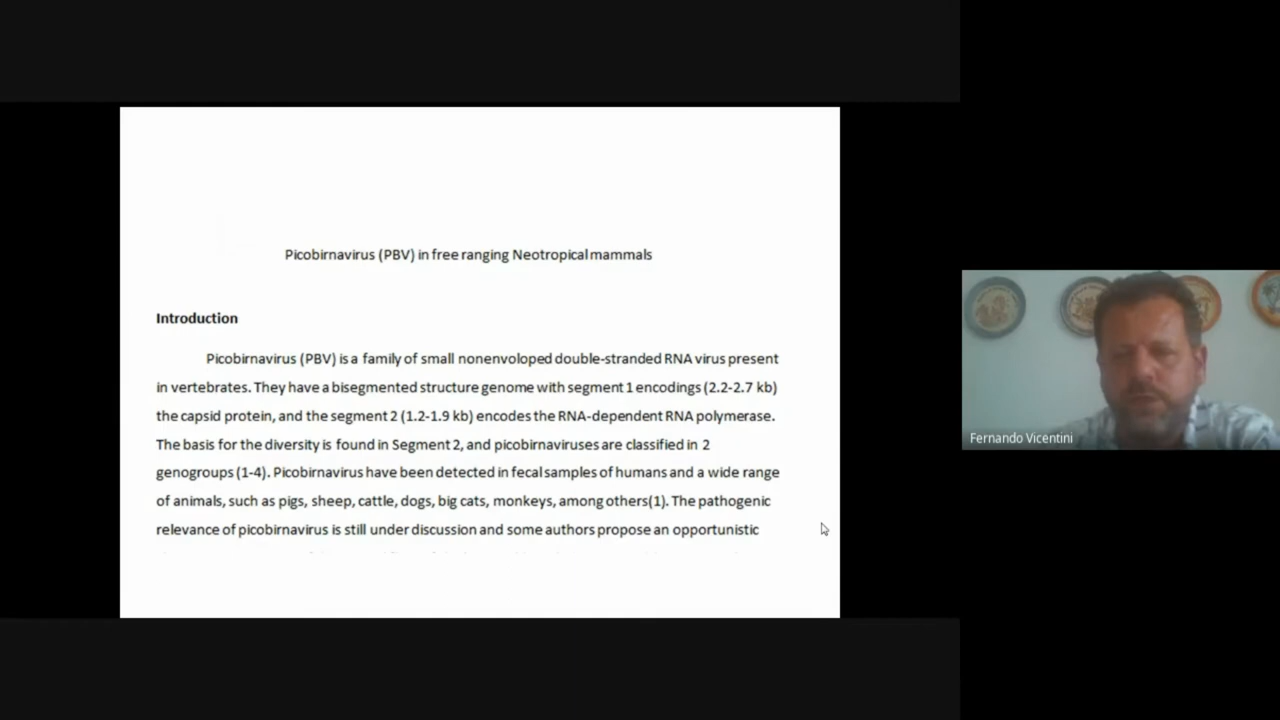 Picobirnavirus (PBV) in free ranging Neotropical mammals
Introduction
Picobirnavirus (PBV) is a family of small nonenvoloped double-stranded RNA virus present
in vertebrates. They have a bisegmented structure genome with segment 1 encodings (2.2-2.7 kb)
the capsid protein, and the segment 2 (1.2-1.9 kb) encodes the RNA-dependent RNA polymerase.
The basis for the diversity is found in Segment 2, and picobirnaviruses are classified in 2
genogroups (1-4). Picobirnavirus have been detected in fecal samples of humans and a wide range
of animals, such as pigs, sheep, cattle, dogs, big cats, monkeys, among others(1). The pathogenic
relevance of picobirnavirus is still under discussion and some authors propose an opportunistic
Fernando Vicentini